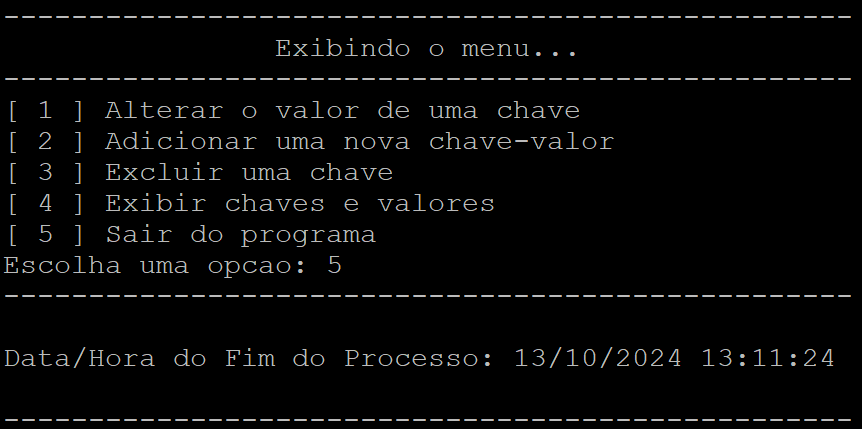 --------------------------------------------------
Exibindo o menu...
--------------------------------------------------
[ 1 ] Alterar o valor de uma chave
[ 2 ] Adicionar uma nova chave-valor
[ 3 ] Excluir uma chave
[ 4 ] Exibir chaves e valores
[ 5 ] Sair do programa
Escolha uma opcao: 5
--------------------------------------------------
Data/Hora do Fim do Processo: 13/10/2024 13:11:24
--------------------------------------------------